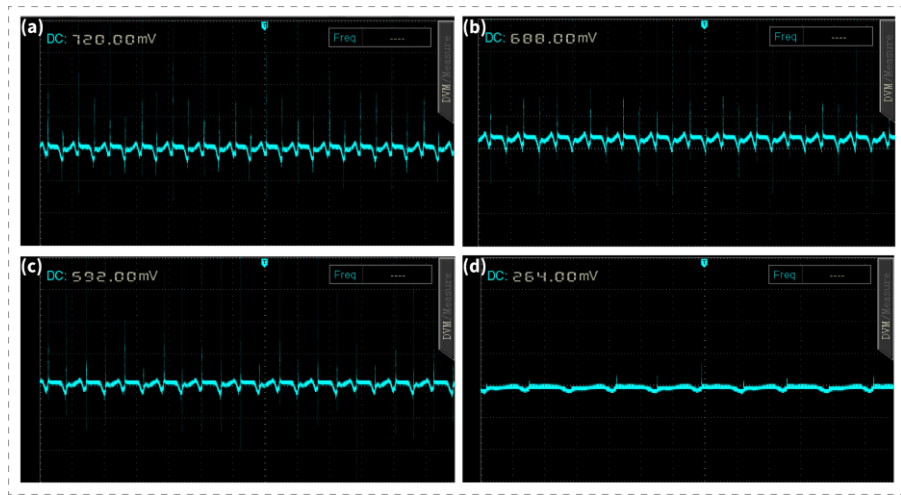 (a)
DC: 720.00mV
Freq ----
DVM/Measure
T
(b)
DC: 688.00mV
Freq ----
DVM/Measure
T
(c)
DC: 592.00mV
Freq ----
DVM/Measure
T
(d)
DC: 264.00mV
Freq ----
DVM/Measure
T